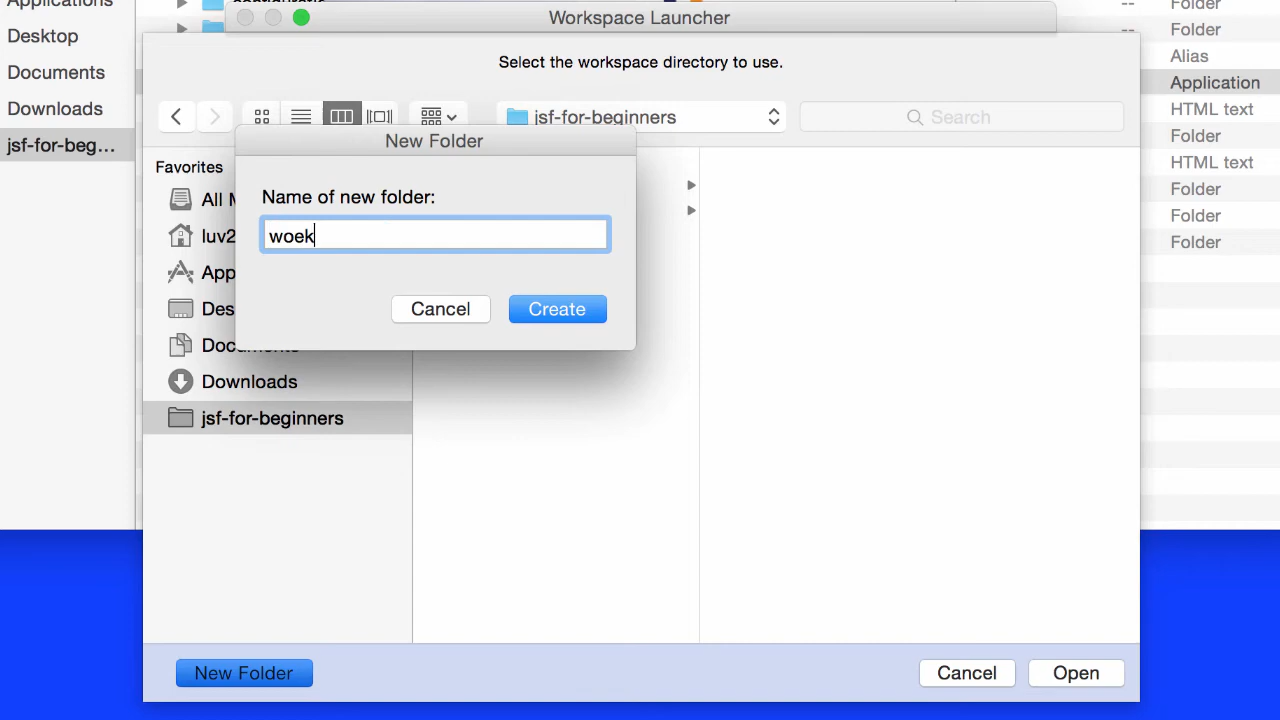 Applications
Desktop
Documents
Downloads
jsf-for-beg...
Workspace Launcher
Select the workspace directory to use.
jsf-for-beginners
Search
New Folder
Name of new folder:
woek
Cancel
Create
Favorites
All M
luv2
App
Des
Documents
Downloads
jsf-for-beginners
New Folder
Cancel
Open
--
Folder
--
Folder
Alias
Application
HTML text
Folder
HTML text
Folder
Folder
Folder